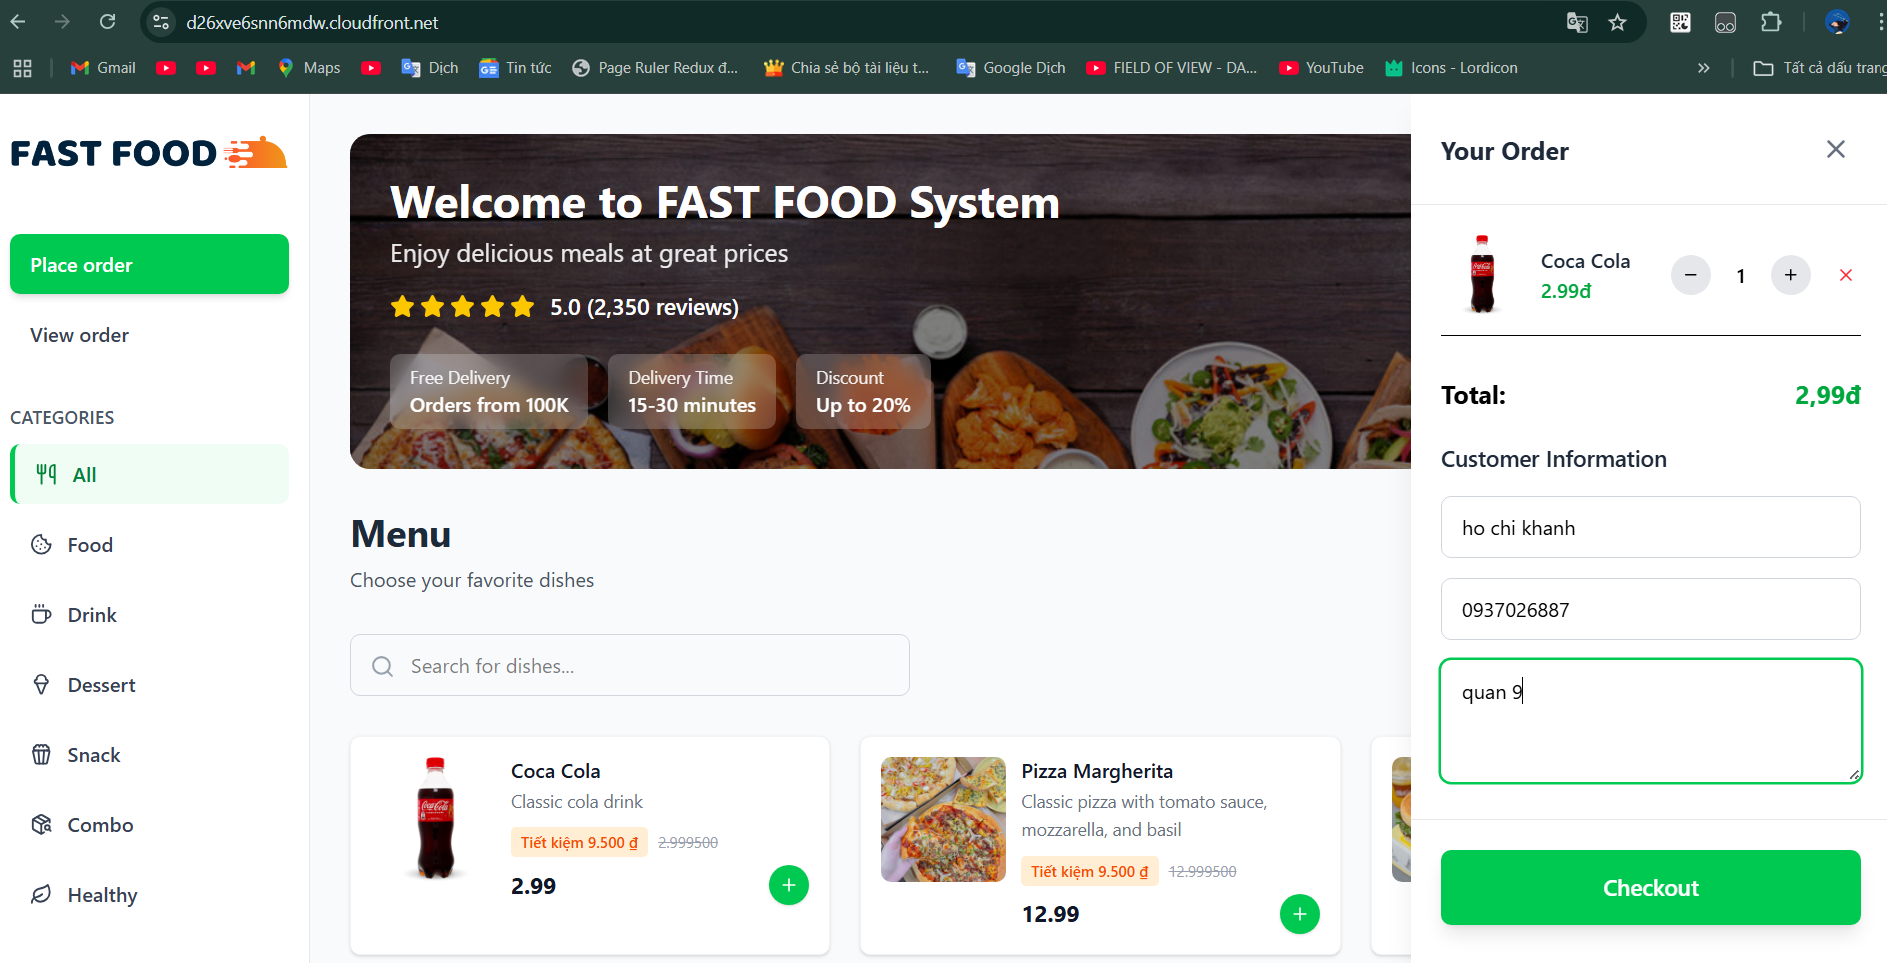 d26xve6snn6mdw.cloudfront.net
Gmail
Maps
Dịch
Tin tức
Page Ruler Redux đ...
Chia sẻ bộ tài liệu t...
Google Dịch
FIELD OF VIEW - DA...
YouTube
Icons - Lordicon
»
Tất cả dấu trang
FAST FOOD
Place order
View order
CATEGORIES
All
Food
Drink
Dessert
Snack
Combo
Healthy
Welcome to FAST FOOD System
Enjoy delicious meals at great prices
5.0 (2,350 reviews)
Free Delivery
Orders from 100K
Delivery Time
15-30 minutes
Discount
Up to 20%
Menu
Choose your favorite dishes
Search for dishes...
Coca Cola
Classic cola drink
Tiết kiệm 9.500 ₫ 2.999500
2.99
Pizza Margherita
Classic pizza with tomato sauce,
mozzarella, and basil
Tiết kiệm 9.500 ₫ 12.999500
12.99
Your Order
Coca Cola
2.99đ
1
Total: 2,99đ
Customer Information
ho chi khanh
0937026887
quan 9
Checkout